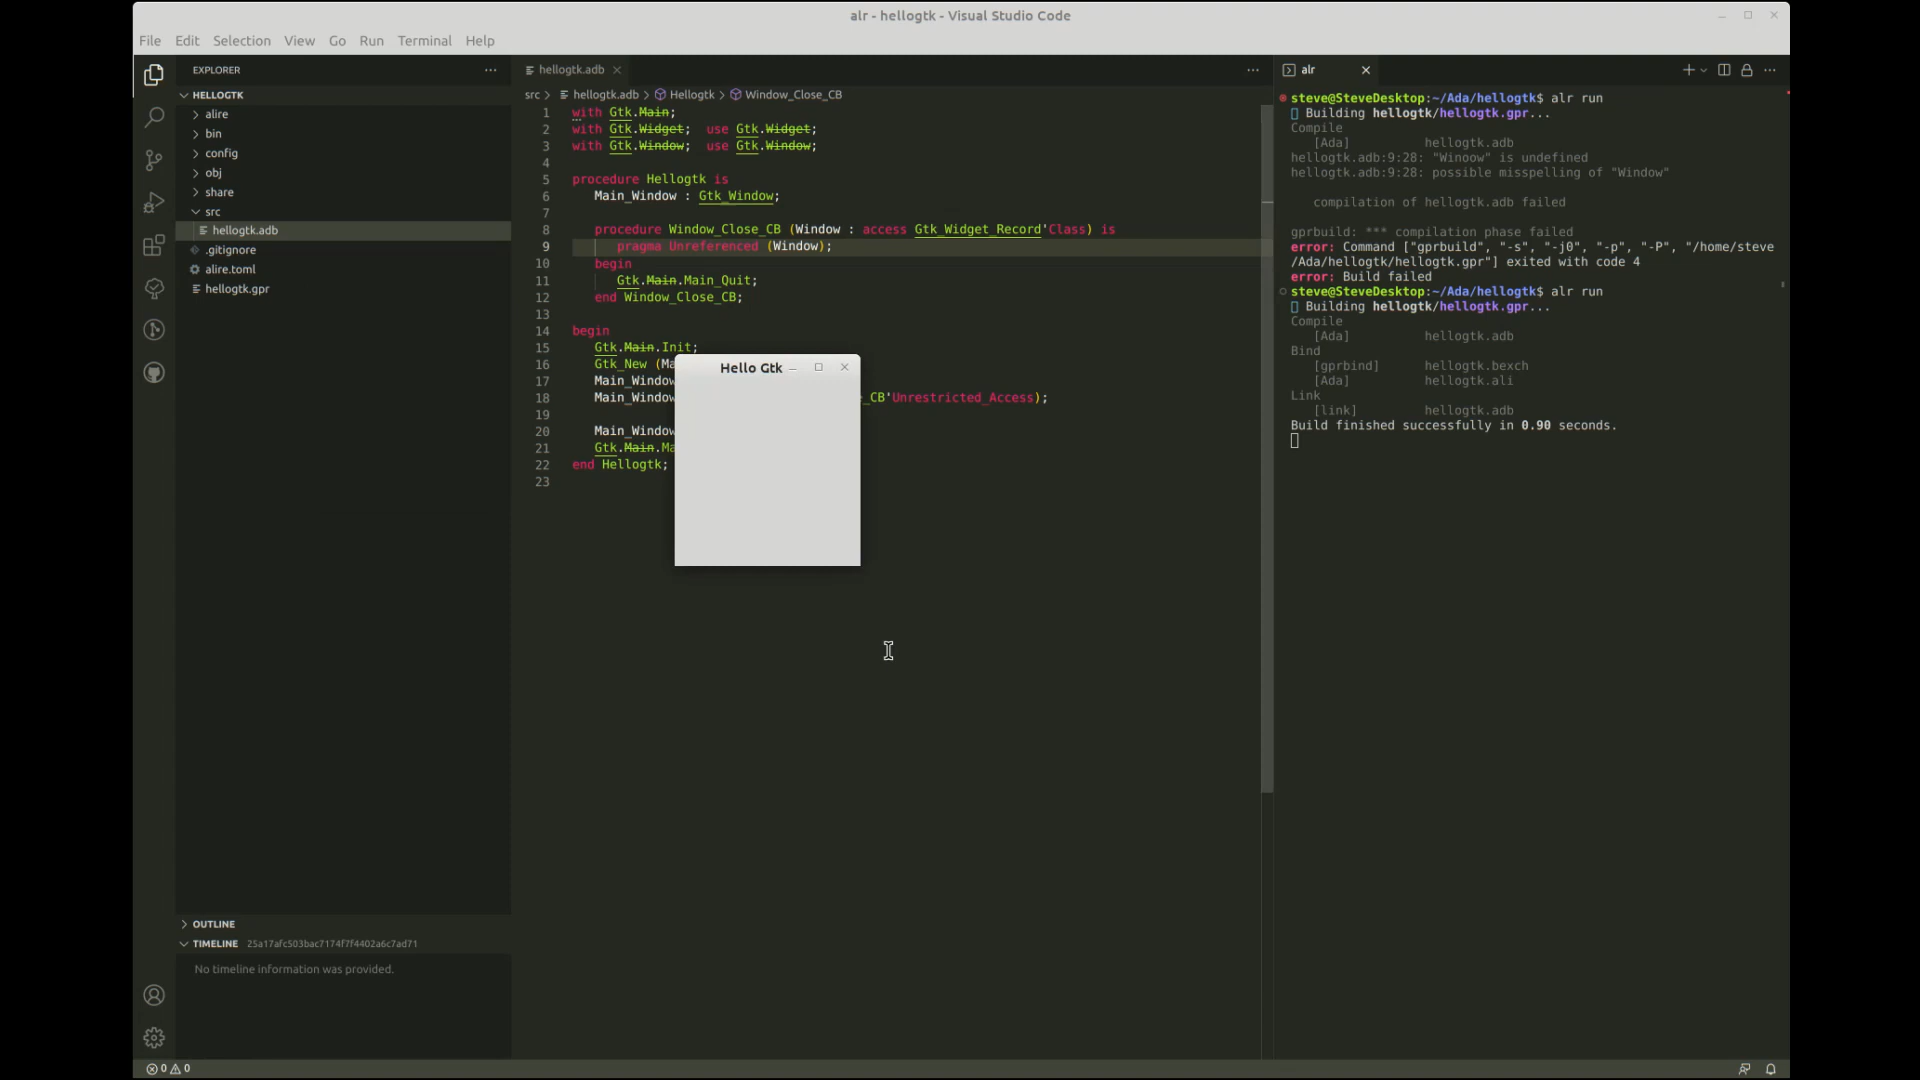 alr - hellogtk - Visual Studio Code
File Edit Selection View Go Run Terminal Help
EXPLORER
HELLOGTK
alire
bin
config
obj
share
src
hellogtk.adb
.gitignore
alire.toml
hellogtk.gpr
OUTLINE
TIMELINE 25a17afc503bac7174f7f4402a6c7ad71
No timeline information was provided.
0 0
hellogtk.adb
src > hellogtk.adb > Hellogtk > Window_Close_CB
1 with Gtk.Main;
2 with Gtk.Widget; use Gtk.Widget;
3 with Gtk.Window; use Gtk.Window;
4
5 procedure Hellogtk is
6 Main_Window : Gtk_Window;
7
8 procedure Window_Close_CB (Window : access Gtk_Widget_Record'Class) is
9 pragma Unreferenced (Window);
10 begin
11 Gtk.Main.Main_Quit;
12 end Window_Close_CB;
13
14 begin
15 Gtk.Main.Init;
16 Gtk_New (Ma
17 Main_Window
18 Main_Window _CB'Unrestricted_Access);
19
20 Main_Window
21 Gtk.Main.Ma
22 end Hellogtk;
23
Hello Gtk
alr
steve@SteveDesktop:~/Ada/hellogtk$ alr run
Building hellogtk/hellogtk.gpr...
Compile
[Ada] hellogtk.adb
hellogtk.adb:9:28: "Winoow" is undefined
hellogtk.adb:9:28: possible misspelling of "Window"
compilation of hellogtk.adb failed
gprbuild: *** compilation phase failed
error: Command ["gprbuild", "-s", "-j0", "-p", "-P", "/home/steve
/Ada/hellogtk/hellogtk.gpr"] exited with code 4
error: Build failed
steve@SteveDesktop:~/Ada/hellogtk$ alr run
Building hellogtk/hellogtk.gpr...
Compile
[Ada] hellogtk.adb
Bind
[gprbind] hellogtk.bexch
[Ada] hellogtk.ali
Link
[link] hellogtk.adb
Build finished successfully in 0.90 seconds.